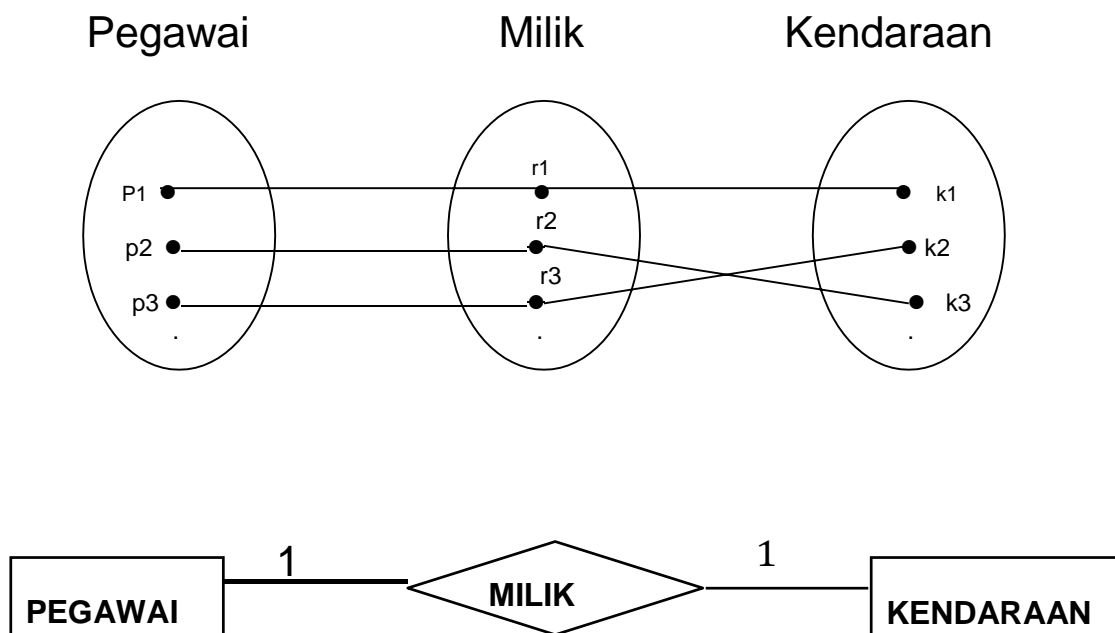 Pegawai Milik Kendaraan
P1 r1 k1
r2
p2 k2
r3
p3 k3
. . .
1 1
PEGAWAI MILIK KENDARAAN